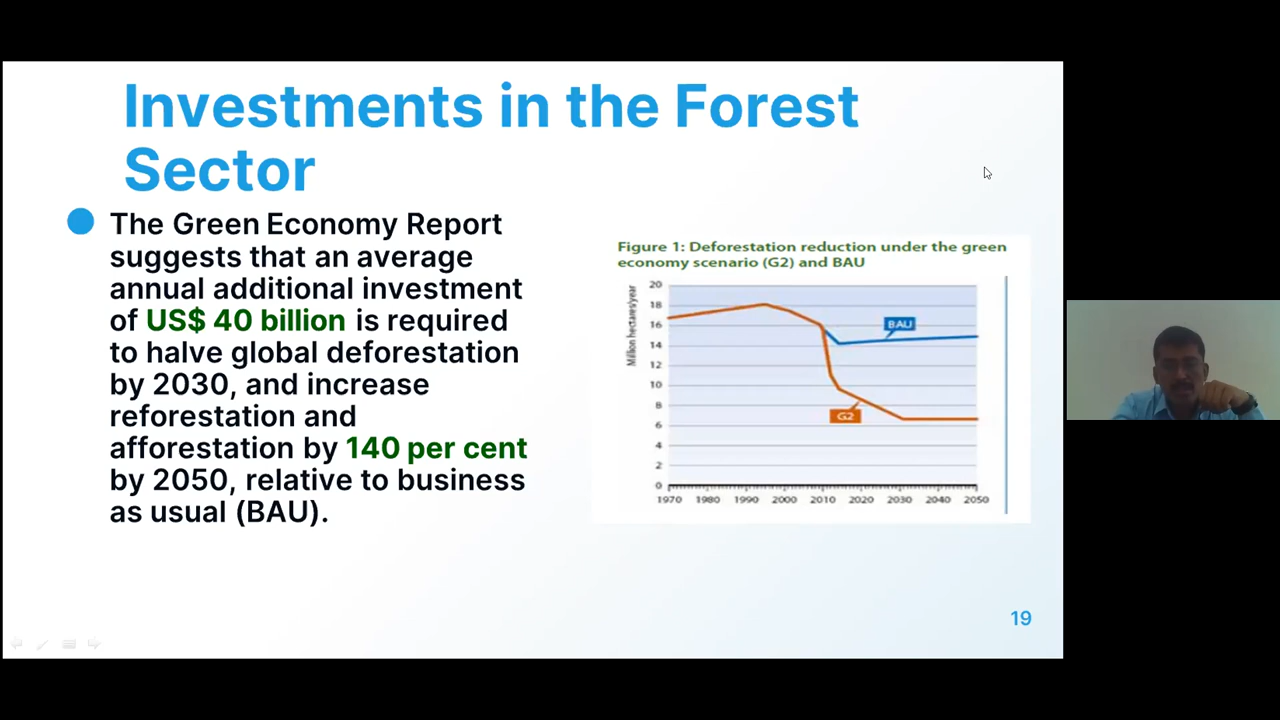 Investments in the Forest
Sector
The Green Economy Report
suggests that an average
annual additional investment
of US$ 40 billion is required
to halve global deforestation
by 2030, and increase
reforestation and
afforestation by 140 per cent
by 2050, relative to business
as usual (BAU).
Figure 1: Deforestation reduction under the green
economy scenario (G2) and BAU
Million hectares/year
20
18
16
14
12
10
8
6
4
2
0
BAU
G2
1970 1980 1990 2000 2010 2020 2030 2040 2050
19